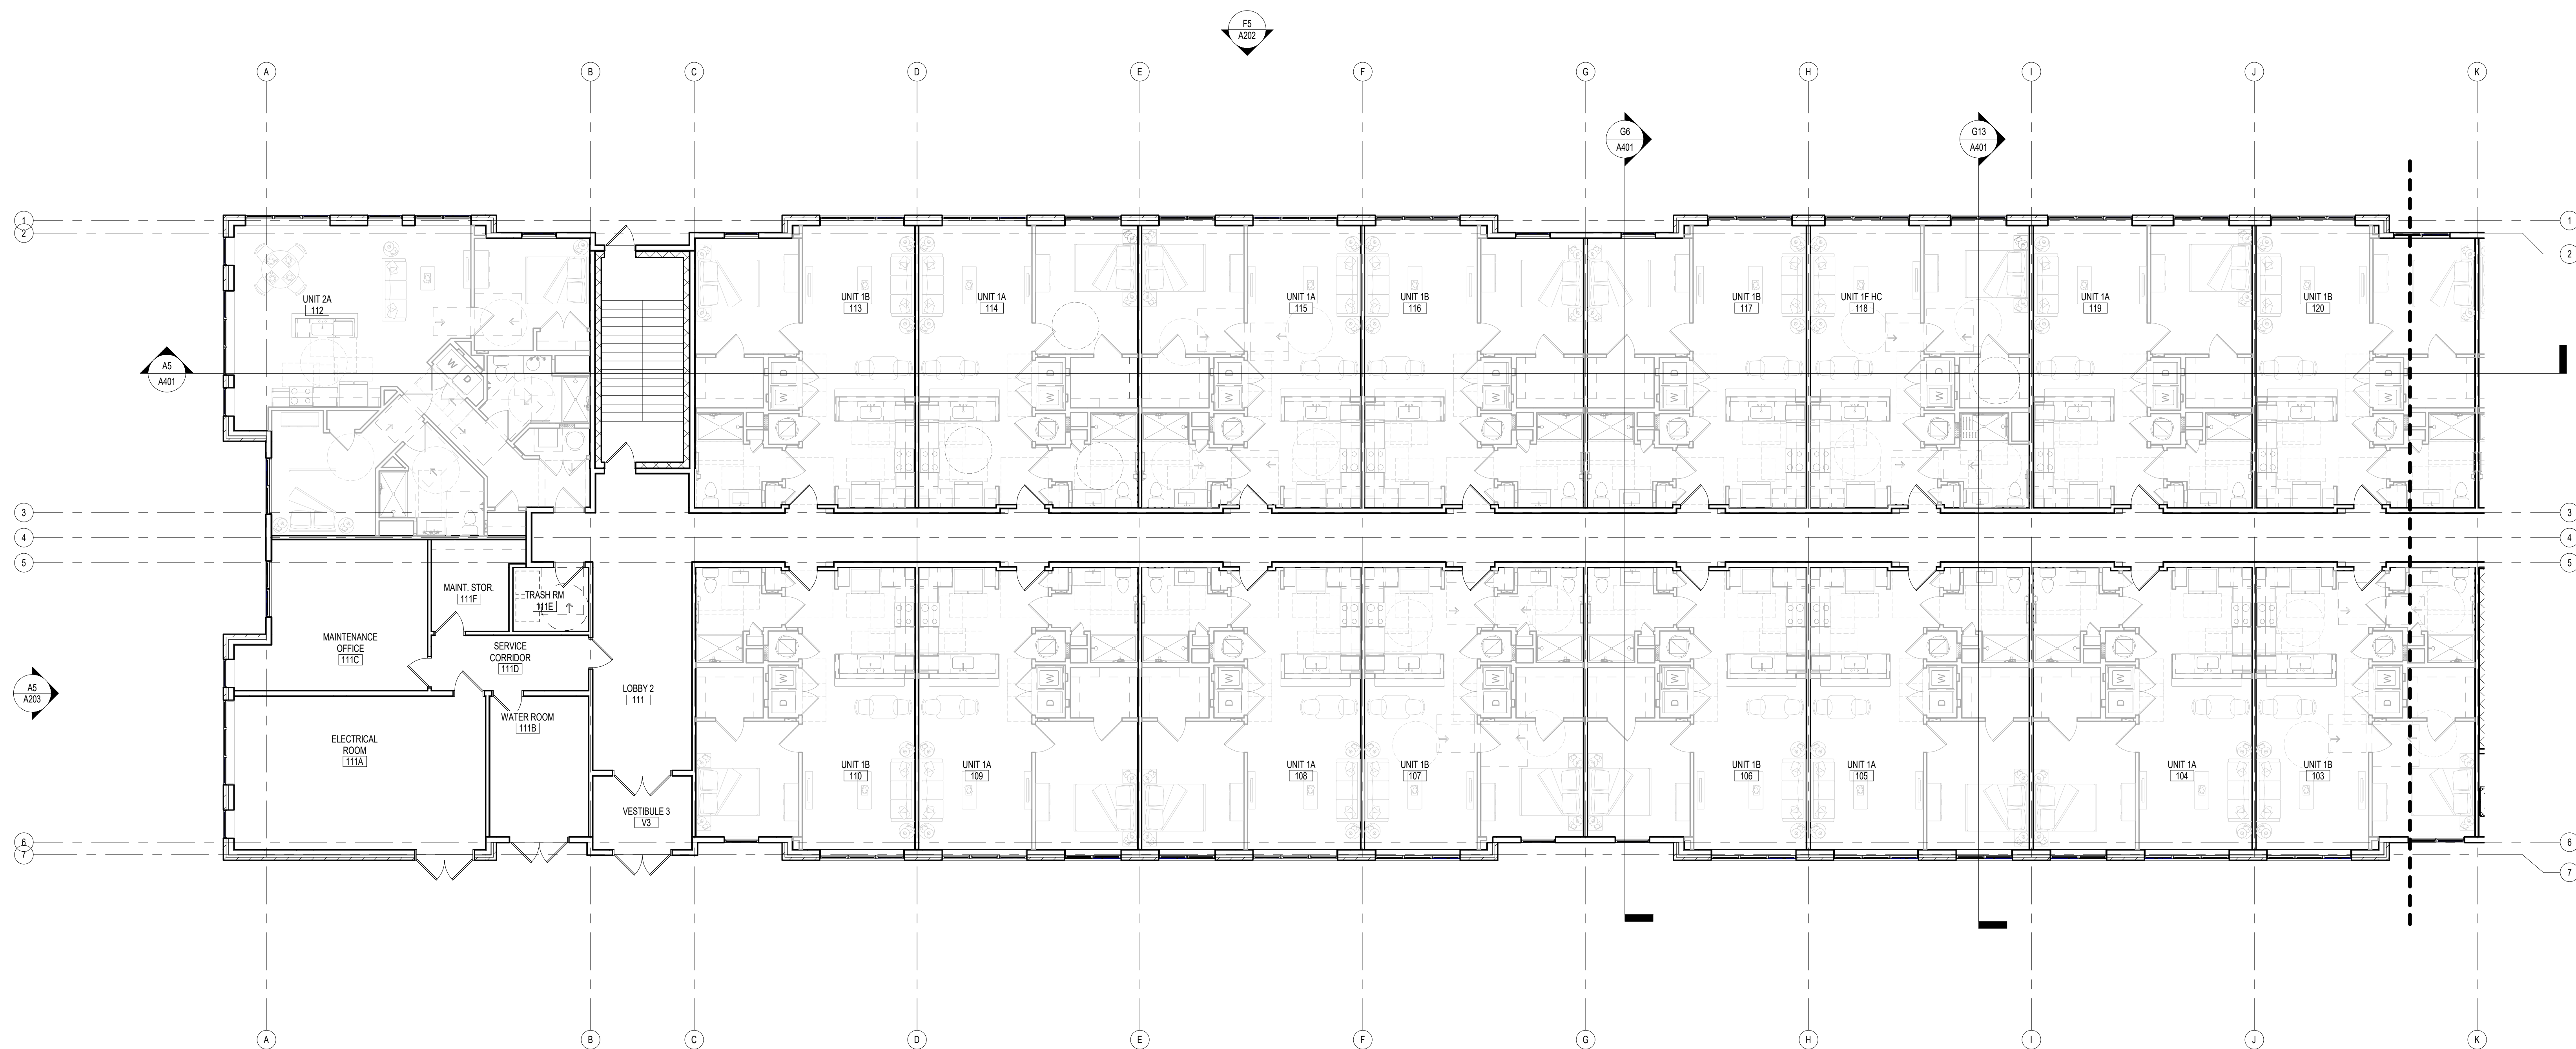 F5
A202
A
B
C
D
E
F
G
H
I
J
K
G6
A401
G13
A401
1
2
1
2
UNIT 2A
112
UNIT 1B
113
UNIT 1A
114
UNIT 1A
115
UNIT 1B
116
UNIT 1B
117
UNIT 1F HC
118
UNIT 1A
119
UNIT 1B
120
A5
A401
W
D
D
W
D
W
D
W
D
W
D
W
D
W
D
W
D
W
3
4
5
3
4
5
MAINT. STOR.
111F
TRASH RM
111E
MAINTENANCE
OFFICE
111C
SERVICE
CORRIDOR
111D
LOBBY 2
111
A5
A203
W
D
W
D
W
D
W
D
W
D
W
D
W
D
W
D
WATER ROOM
111B
ELECTRICAL
ROOM
111A
UNIT 1B
110
UNIT 1A
109
UNIT 1A
108
UNIT 1B
107
UNIT 1B
106
UNIT 1A
105
UNIT 1A
104
UNIT 1B
103
VESTIBULE 3
V3
6
7
6
7
A
B
C
D
E
F
G
H
I
J
K